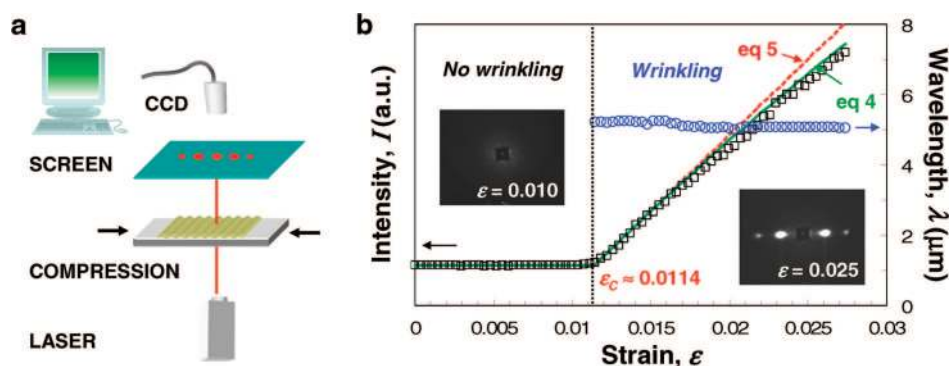 a
CCD
SCREEN
COMPRESSION
LASER
b
Intensity, I (a.u.)
No wrinkling
Wrinkling
eq 5
eq 4
ε = 0.010
ε = 0.025
ε_C ≈ 0.0114
8
6
4
2
0
Wavelength, λ (μm)
0 0.005 0.01 0.015 0.02 0.025 0.03
Strain, ε